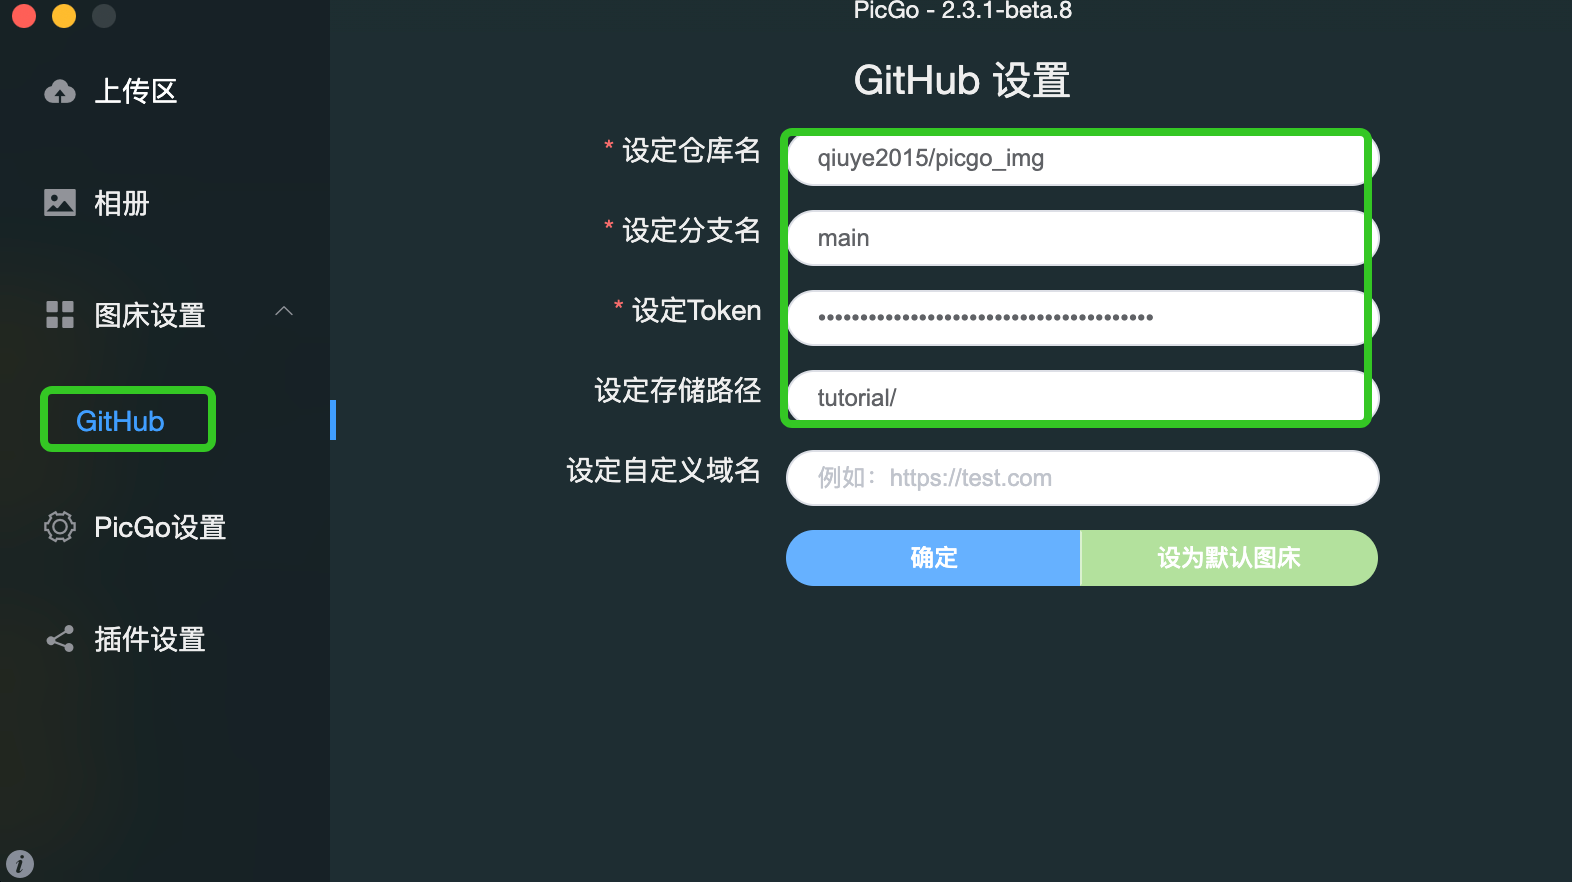 PicGo - 2.3.1-beta.8
上传区
相册
图床设置
GitHub
PicGo设置
插件设置
GitHub 设置
* 设定仓库名
qiuye2015/picgo_img
* 设定分支名
main
* 设定Token
••••••••••••••••••••••••••••••••••••••••
设定存储路径
tutorial/
设定自定义域名
例如：https://test.com
确定
设为默认图床
i